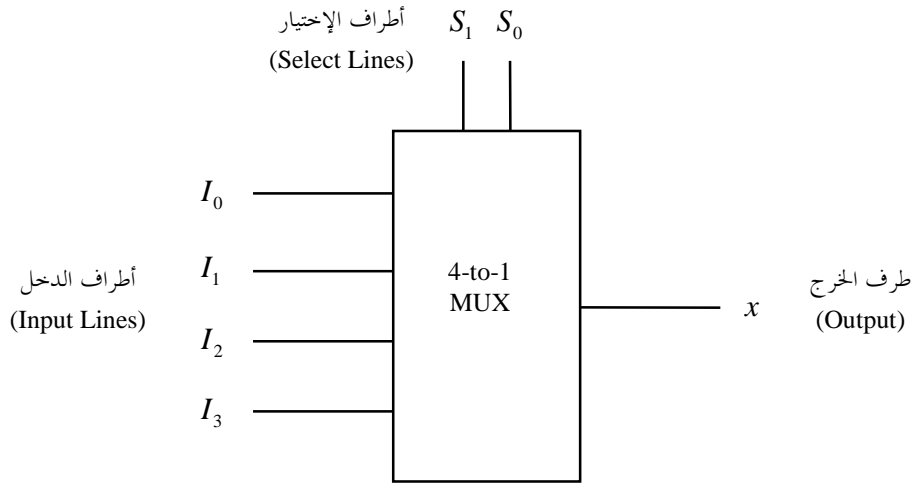 أطراف الإختيار
(Select Lines)
S₁ S₀
I₀
I₁
I₂
I₃
أطراف الدخل
(Input Lines)
4-to-1
MUX
x
طرف الخرج
(Output)